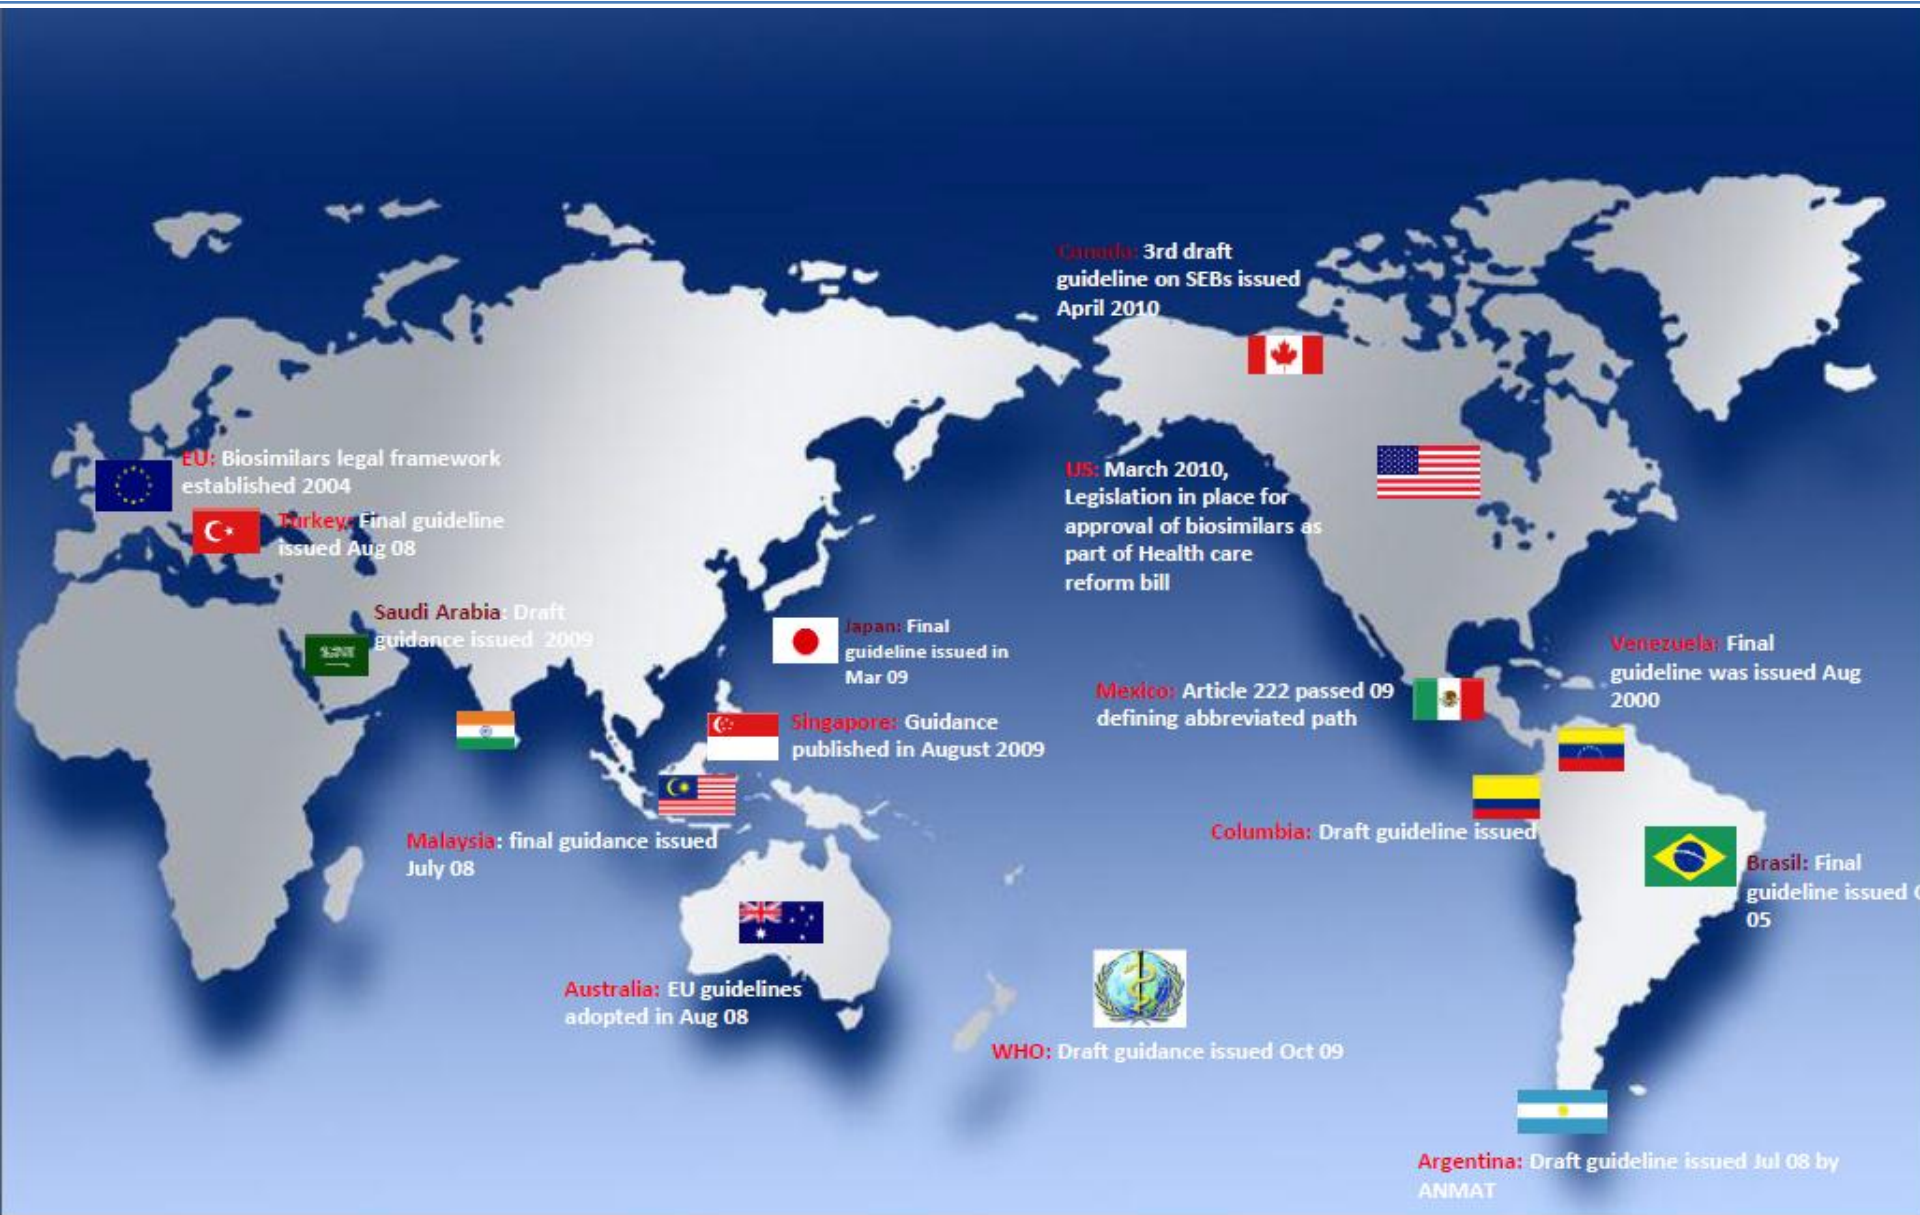 Canada: 3rd draft
guideline on SEBs issued
April 2010
EU: Biosimilars legal framework
established 2004
US: March 2010,
Legislation in place for
approval of biosimilars as
part of Health care
reform bill
Turkey: Final guideline
issued Aug 08
Saudi Arabia: Draft
guidance issued 2009
Japan: Final
guideline issued in
Mar 09
Venezuela: Final
guideline was issued Aug
2000
Mexico: Article 222 passed 09
defining abbreviated path
Singapore: Guidance
published in August 2009
Columbia: Draft guideline issued
Malaysia: final guidance issued
July 08
Brasil: Final
guideline issued
05
Australia: EU guidelines
adopted in Aug 08
WHO: Draft guidance issued Oct 09
Argentina: Draft guideline issued Jul 08 by
ANMAT